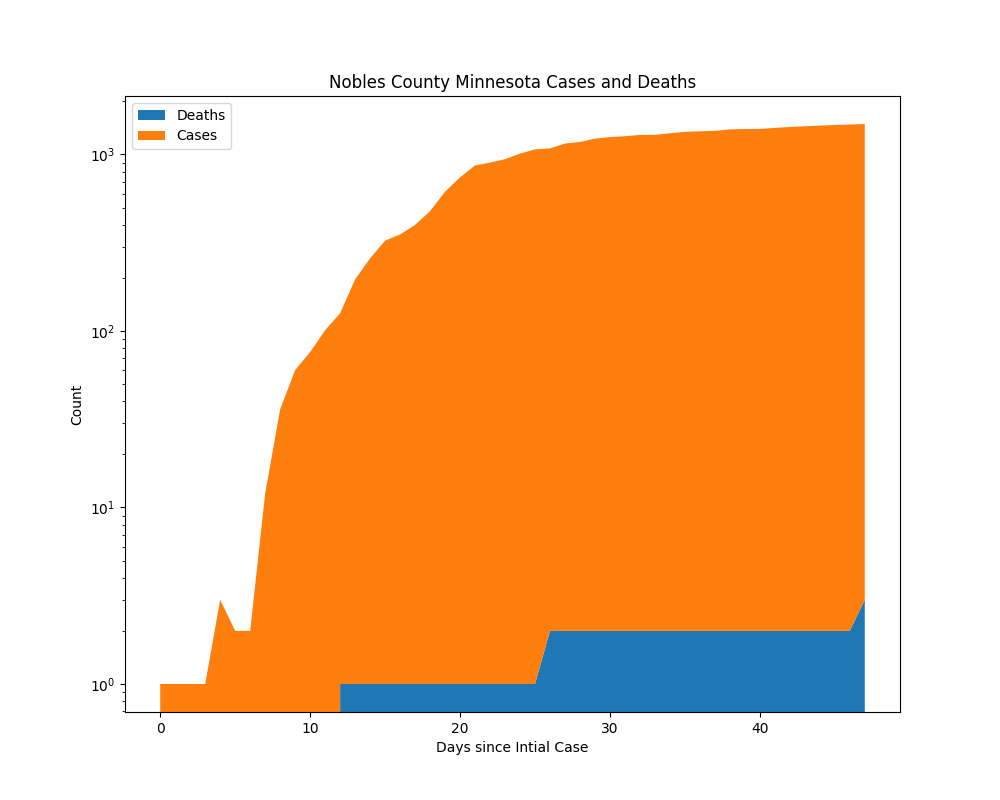 Nobles County Minnesota Cases and Deaths
Deaths
Cases
10³
10²
10¹
10⁰
Count
0 10 20 30 40
Days since Intial Case